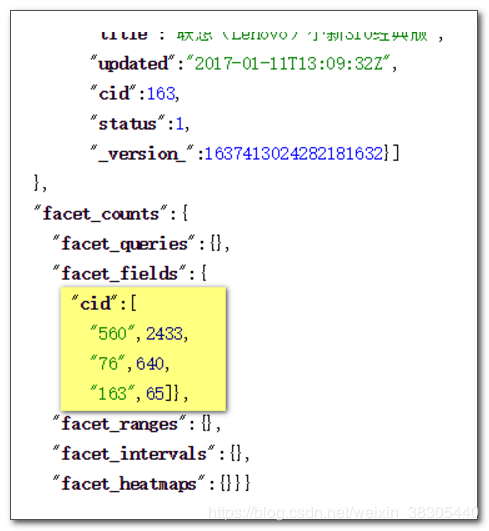 "title":"联想（Lenovo）小新310经典版",
"updated":"2017-01-11T13:09:32Z",
"cid":163,
"status":1,
"_version_":1637413024282181632}]
},
"facet_counts":{
"facet_queries":{},
"facet_fields":{
"cid":[
"560",2433,
"76",640,
"163",65]},
"facet_ranges":{},
"facet_intervals":{},
"facet_heatmaps":{}}}
https://blog.csdn.net/weixin_38305440